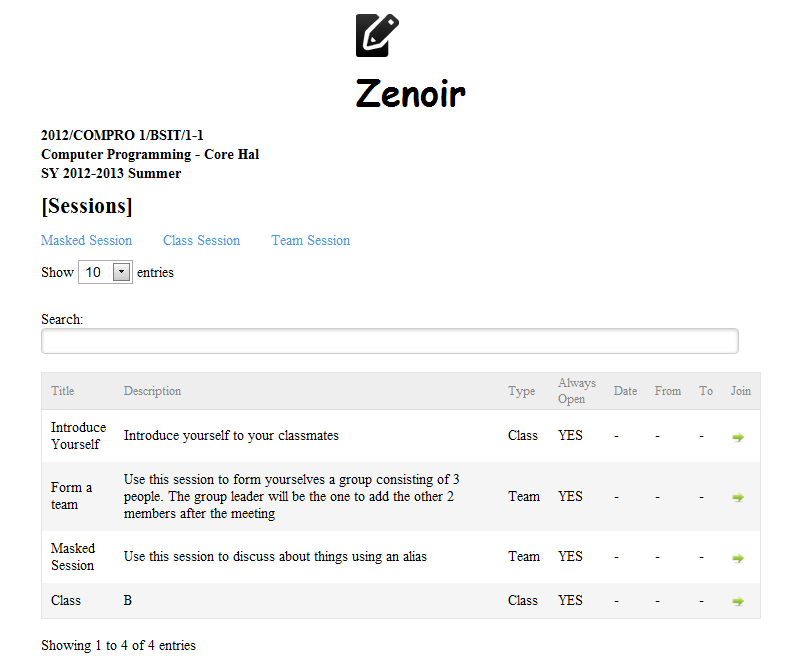 Zenoir
2012/COMPRO 1/BSIT/1-1
Computer Programming - Core Hal
SY 2012-2013 Summer
[Sessions]
Masked Session Class Session Team Session
Show 10 entries
Search:
Title Description Type Always Open Date From To Join
Introduce Yourself Introduce yourself to your classmates Class YES - - -
Form a team Use this session to form yourselves a group consisting of 3 people. The group leader will be the one to add the other 2 members after the meeting Team YES - - -
Masked Session Use this session to discuss about things using an alias Team YES - - -
Class B Class YES - - -
Showing 1 to 4 of 4 entries